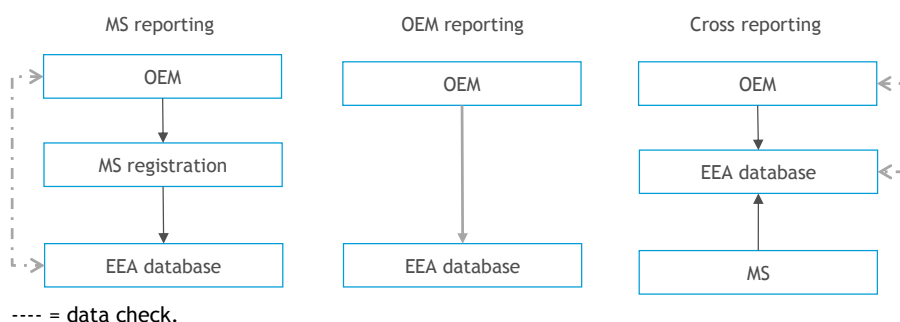 MS reporting
OEM reporting
Cross reporting
OEM
OEM
OEM
MS registration
EEA database
EEA database
EEA database
MS
---- = data check.